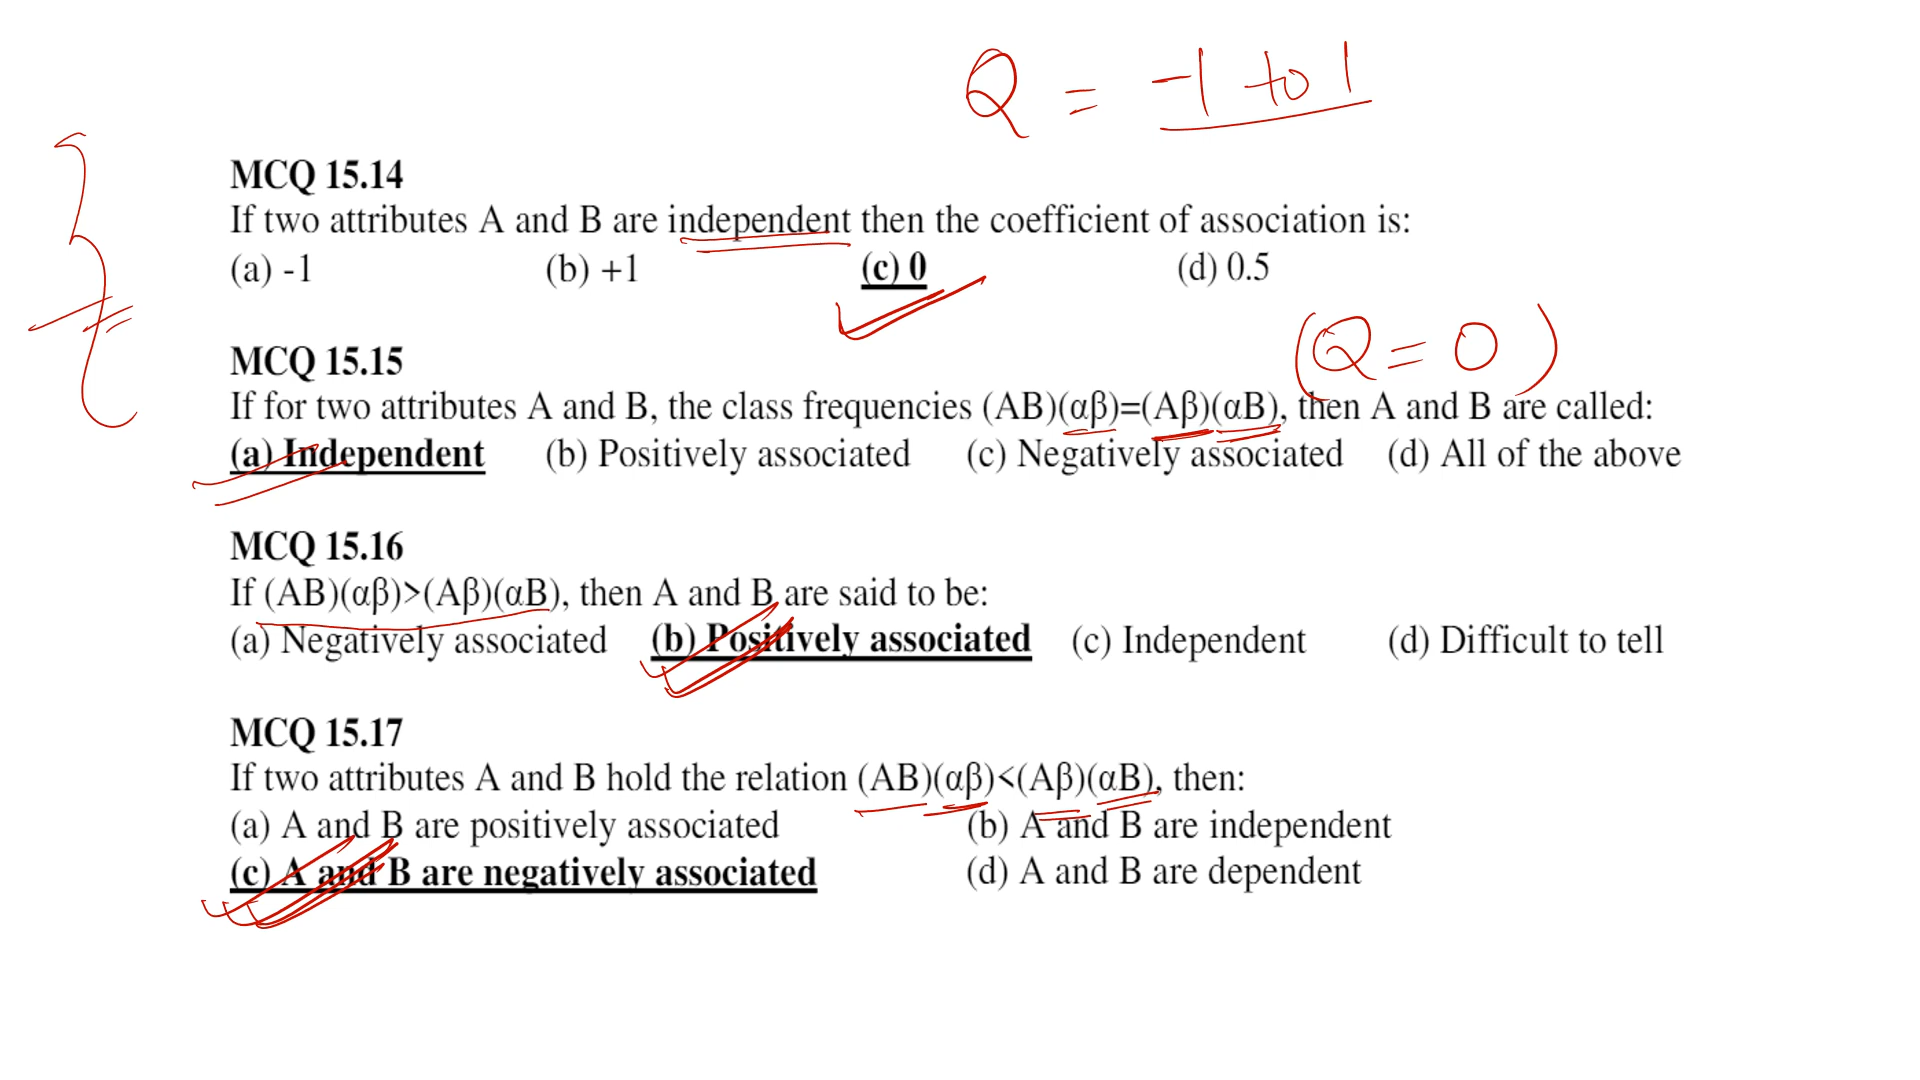 Q = -1 to 1
MCQ 15.14
If two attributes A and B are independent then the coefficient of association is:
(a) -1 (b) +1 (c) 0 (d) 0.5
(Q = 0)
MCQ 15.15
If for two attributes A and B, the class frequencies (AB)(αβ)=(Aβ)(αB), then A and B are called:
(a) Independent (b) Positively associated (c) Negatively associated (d) All of the above
MCQ 15.16
If (AB)(αβ)>(Aβ)(αB), then A and B are said to be:
(a) Negatively associated (b) Positively associated (c) Independent (d) Difficult to tell
MCQ 15.17
If two attributes A and B hold the relation (AB)(αβ)<(Aβ)(αB), then:
(a) A and B are positively associated (b) A and B are independent
(c) A and B are negatively associated (d) A and B are dependent